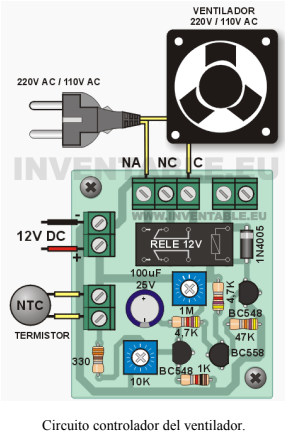 VENTILADOR
220V / 110V AC
220V AC / 110V AC
INVENTABLE.EU
NA NC C
WWW.INVENTABLE.EU
12V DC
-
+
RELE 12V
1N4005
100uF
25V
NTC
TERMISTOR
1M
4,7K
4,7K
BC548
47K
BC558
330
10K
BC548
1K
Circuito controlador del ventilador.